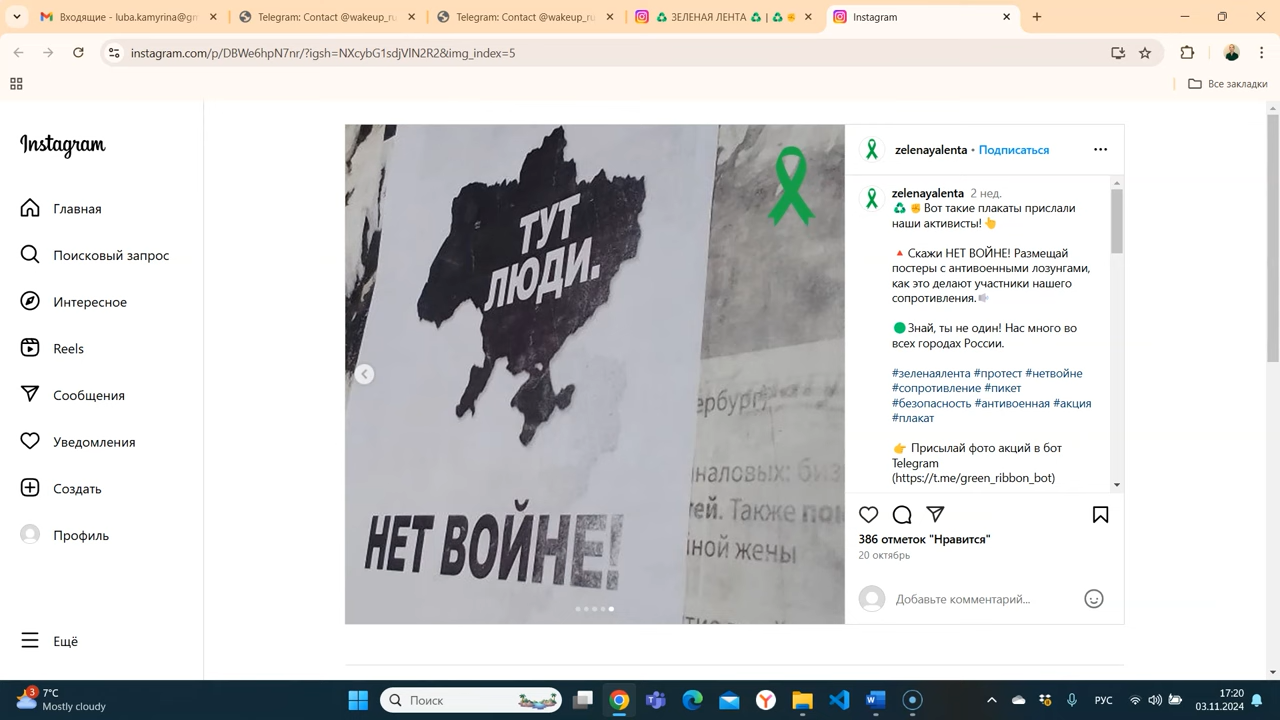 Входящие - luba.kamyrina@gm
Telegram: Contact @wakeup_ru
Telegram: Contact @wakeup_ru
ЗЕЛЕНАЯ ЛЕНТА ♻️ | ♻️ ✊
Instagram
instagram.com/p/DBWe6hpN7nr/?igsh=NXcybG1sdjVlN2R2&img_index=5
Все закладки
Instagram
Главная
Поисковый запрос
Интересное
Reels
Сообщения
Уведомления
Создать
Профиль
Ещё
ТУТ
ЛЮДИ.
НЕТ ВОЙНЕ!
ербург,
наловых: биз
тей. Также
ной жены
zelenayalenta • Подписаться
zelenayalenta 2 нед.
♻️ ✊Вот такие плакаты прислали
наши активисты!👆
🔺Скажи НЕТ ВОЙНЕ! Размещай
постеры с антивоенными лозунгами,
как это делают участники нашего
сопротивления.
🟢Знай, ты не один! Нас много во
всех городах России.
#зеленаялента #протест #нетвойне
#сопротивление #пикет
#безопасность #антивоенная #акция
#плакат
👉 Присылай фото акций в бот
Telegram
(https://t.me/green_ribbon_bot)
386 отметок "Нравится"
20 октябрь
Добавьте комментарий...
3
7°C
Mostly cloudy
Поиск
РУС
17:20
03.11.2024